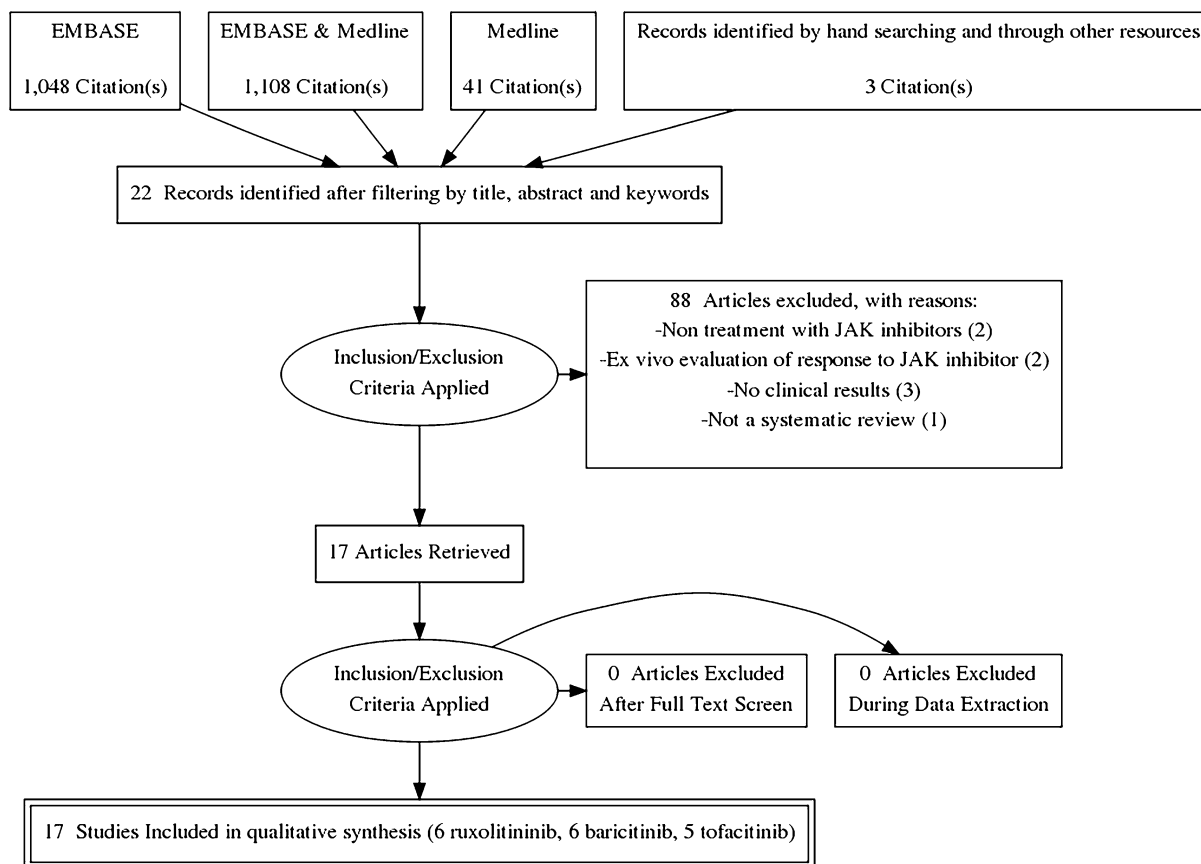 EMBASE
1,048 Citation(s)
EMBASE & Medline
1,108 Citation(s)
Medline
41 Citation(s)
Records identified by hand searching and through other resources
3 Citation(s)
22 Records identified after filtering by title, abstract and keywords
Inclusion/Exclusion
Criteria Applied
88 Articles excluded, with reasons:
-Non treatment with JAK inhibitors (2)
-Ex vivo evaluation of response to JAK inhibitor (2)
-No clinical results (3)
-Not a systematic review (1)
17 Articles Retrieved
Inclusion/Exclusion
Criteria Applied
0 Articles Excluded
After Full Text Screen
0 Articles Excluded
During Data Extraction
17 Studies Included in qualitative synthesis (6 ruxolitininib, 6 baricitinib, 5 tofacitinib)